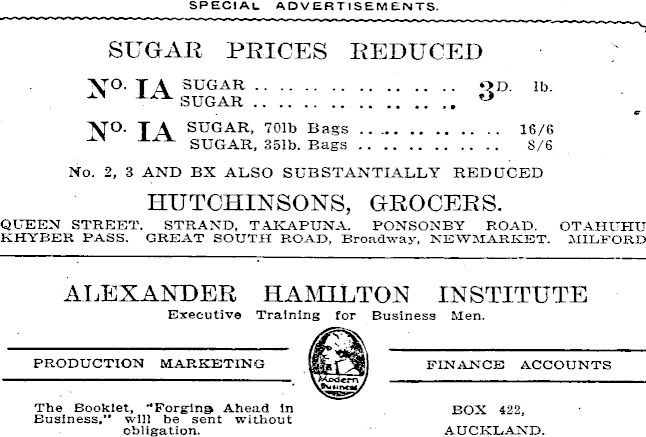 SPECIAL ADVERTISEMENTS.
SUGAR PRICES REDUCED
No. 1A SUGAR .. .. .. .. .. .. .. .. .. .. .. 3D. lb.
SUGAR .. .. .. .. .. .. .. .. .. .. ..
No. 1A SUGAR, 70lb Bags .. .. .. .. .. .. .. 16/6
SUGAR, 35lb. Bags .. .. .. .. .. .. .. 8/6
No. 2, 3 AND BX ALSO SUBSTANTIALLY REDUCED
HUTCHINSONS, GROCERS.
QUEEN STREET. STRAND, TAKAPUNA. PONSONBY ROAD. OTAHUHU
KHYBER PASS. GREAT SOUTH ROAD, Broadway, NEWMARKET. MILFORD
ALEXANDER HAMILTON INSTITUTE
Executive Training for Business Men.
PRODUCTION MARKETING
Modern
Business
FINANCE ACCOUNTS
The Booklet, "Forging Ahead in
Business," will be sent without
obligation.
BOX 422,
AUCKLAND.